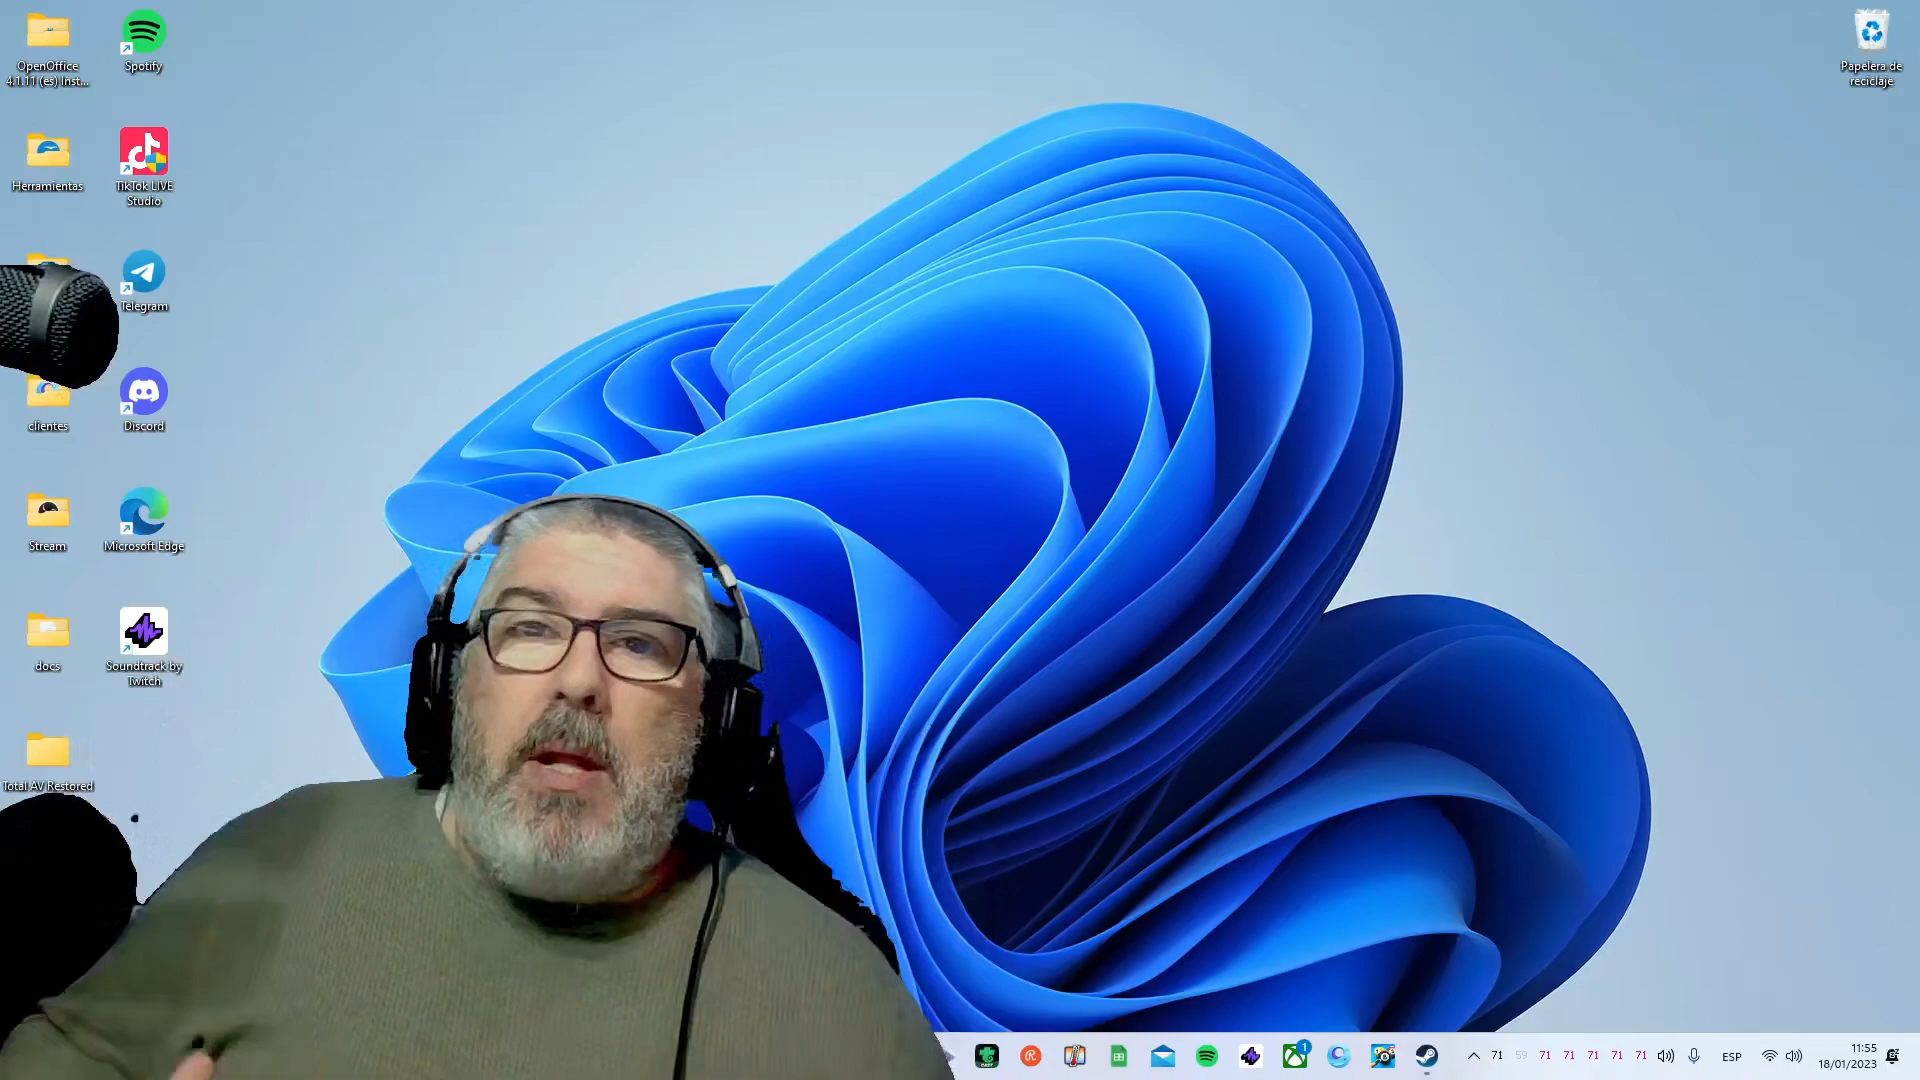 OpenOffice
4.1.11 (es) Inst...
Spotify
Papelera de
reciclaje
Herramientas
TikTok LIVE
Studio
Telegram
clientes
Discord
Stream
Microsoft Edge
docs
Soundtrack by
Twitch
Total AV Restored
1
71 59 71 71 71 71 71
ESP
11:55
18/01/2023